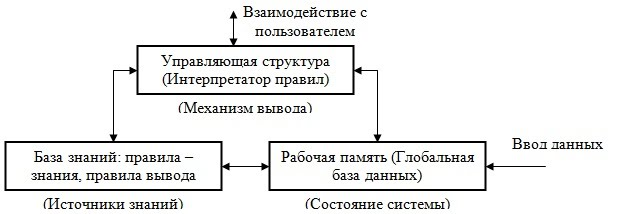 Взаимодействие с
пользователем
Управляющая структура
(Интерпретатор правил)
(Механизм вывода)
База знаний: правила –
знания, правила вывода
(Источники знаний)
Рабочая память (Глобальная
база данных)
(Состояние системы)
Ввод данных